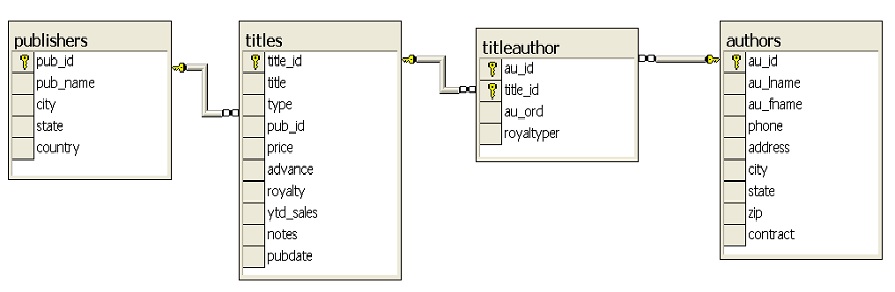 publishers
pub_id
pub_name
city
state
country
titles
title_id
title
type
pub_id
price
advance
royalty
ytd_sales
notes
pubdate
titleauthor
au_id
title_id
au_ord
royaltyper
authors
au_id
au_lname
au_fname
phone
address
city
state
zip
contract